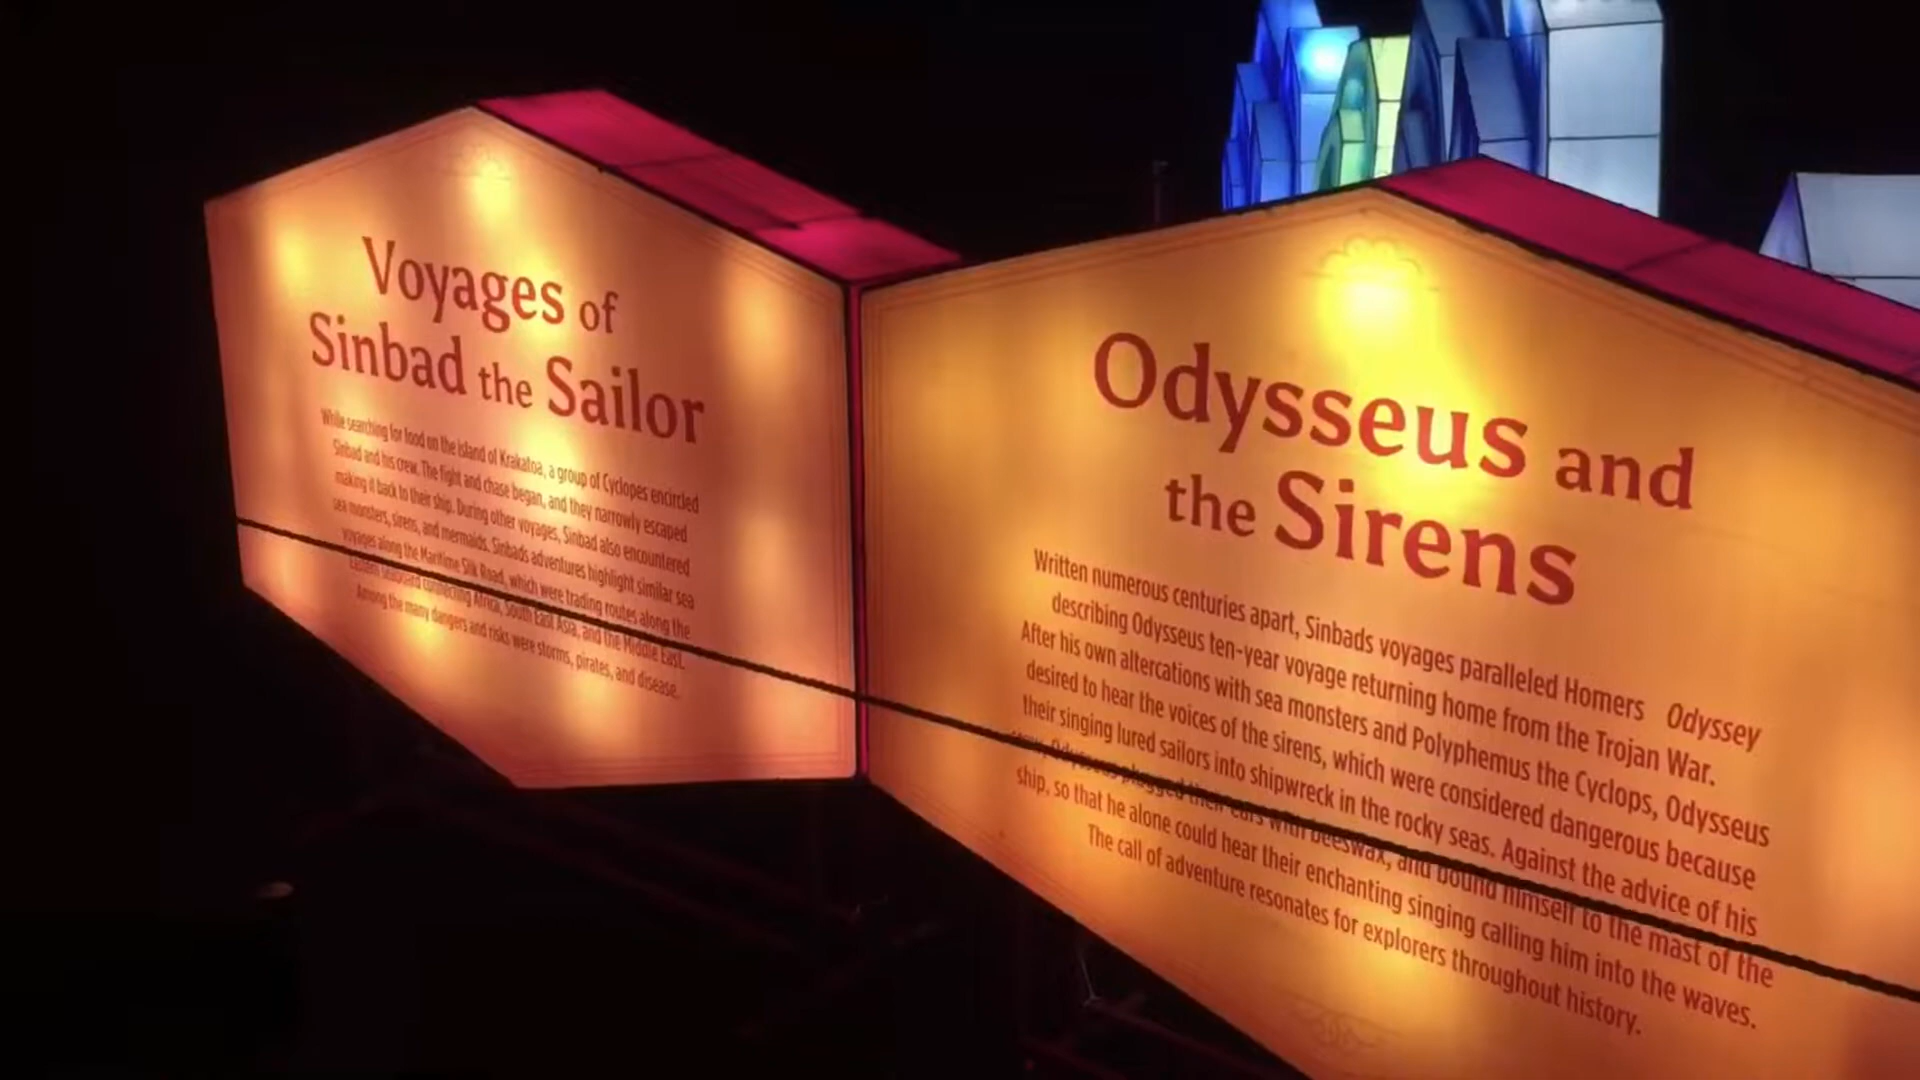 Voyages of
Sinbad the Sailor
While searching for food on the island of Krakatoa, a group of Cyclopes encircled
Sinbad and his crew. The fight and chase began, and they narrowly escaped
making it back to their ship. During other voyages, Sinbad also encountered
sea monsters, sirens, and mermaids. Sinbads adventures highlight similar sea
voyages along the Maritime Silk Road, which were trading routes along the
Eastern seaboard connecting Africa, South East Asia, and the Middle East.
Among the many dangers and risks were storms, pirates, and disease.
Odysseus and
the Sirens
Written numerous centuries apart, Sinbads voyages paralleled Homers Odyssey
describing Odysseus ten-year voyage returning home from the Trojan War.
After his own altercations with sea monsters and Polyphemus the Cyclops, Odysseus
desired to hear the voices of the sirens, which were considered dangerous because
their singing lured sailors into shipwreck in the rocky seas. Against the advice of his
crew, Odysseus plugged their ears with beeswax, and bound himself to the mast of the
ship, so that he alone could hear their enchanting singing calling him into the waves.
The call of adventure resonates for explorers throughout history.